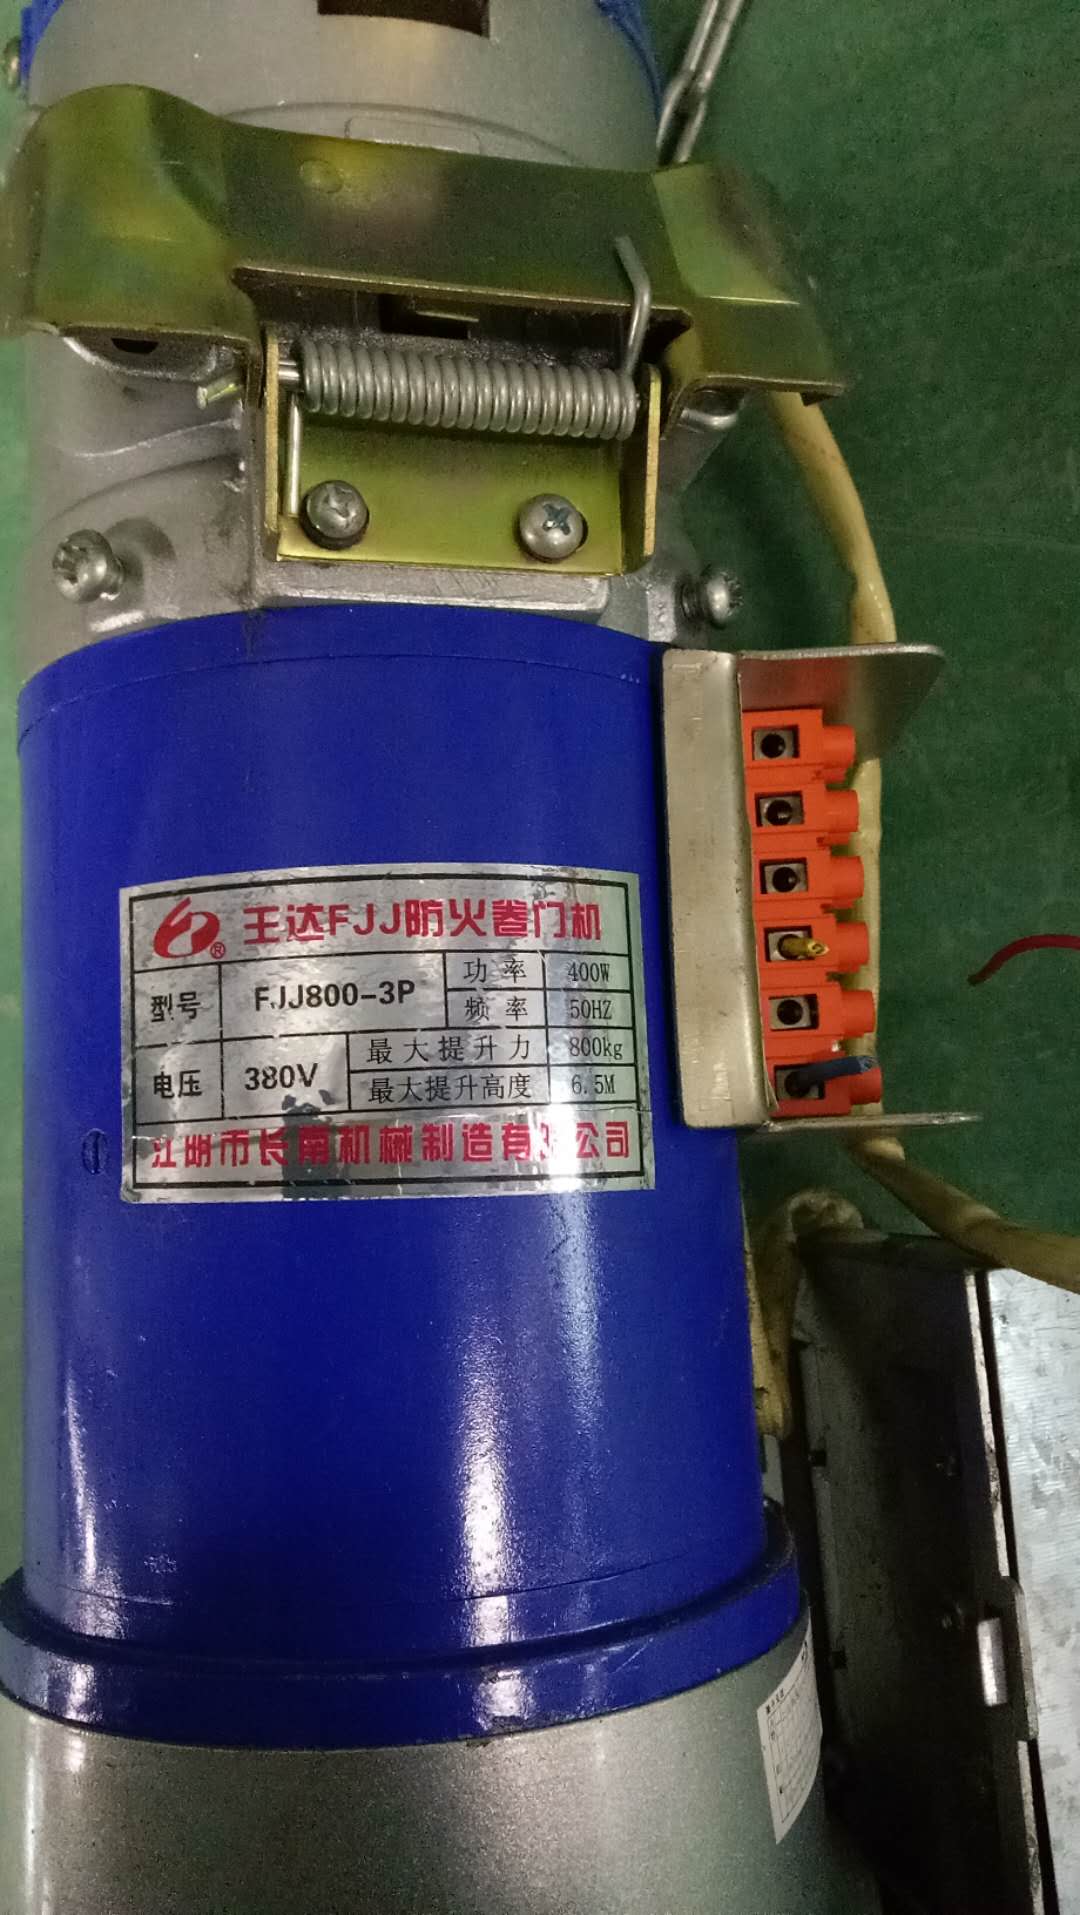 王达FJJ防火卷门机
®
型号 FJJ800-3P 功率 400W
频率 50HZ
电压 380V 最大提升力 800kg
最大提升高度 6.5M
江明市长南机械制造有 公司